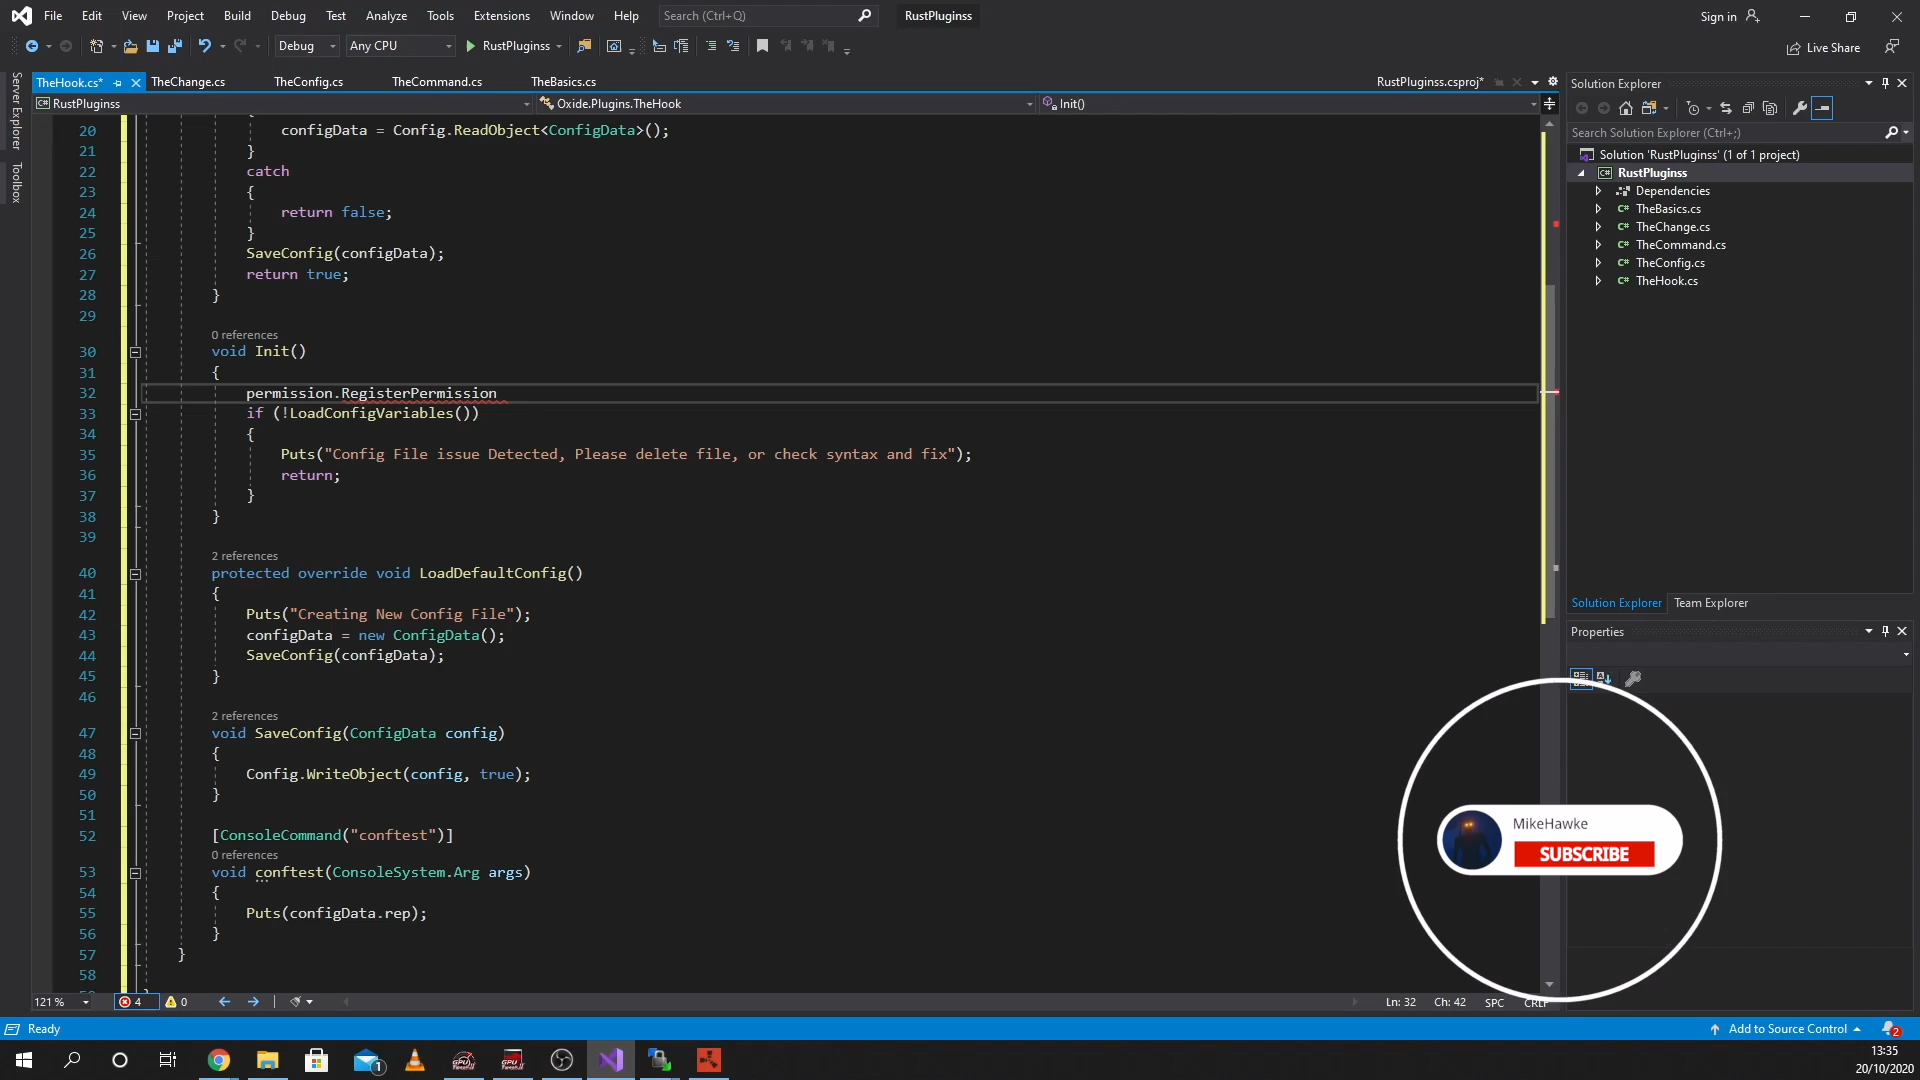 File Edit View Project Build Debug Test Analyze Tools Extensions Window Help Search (Ctrl+Q) RustPluginss Sign in
Debug Any CPU RustPluginss Live Share
TheHook.cs* TheChange.cs TheConfig.cs TheCommand.cs TheBasics.cs RustPluginss.csproj*
RustPluginss Oxide.Plugins.TheHook Init()
Server Explorer
Toolbox
20 configData = Config.ReadObject<ConfigData>();
21 }
22 catch
23 {
24 return false;
25 }
26 SaveConfig(configData);
27 return true;
28 }
29
0 references
30 void Init()
31 {
32 permission.RegisterPermission
33 if (!LoadConfigVariables())
34 {
35 Puts("Config File issue Detected, Please delete file, or check syntax and fix");
36 return;
37 }
38 }
39
2 references
40 protected override void LoadDefaultConfig()
41 {
42 Puts("Creating New Config File");
43 configData = new ConfigData();
44 SaveConfig(configData);
45 }
46
2 references
47 void SaveConfig(ConfigData config)
48 {
49 Config.WriteObject(config, true);
50 }
51
52 [ConsoleCommand("conftest")]
0 references
53 void conftest(ConsoleSystem.Arg args)
54 {
55 Puts(configData.rep);
56 }
57 }
58
121 % 4 0 Ln: 32 Ch: 42 SPC CRLF
Solution Explorer
Search Solution Explorer (Ctrl+;)
Solution 'RustPluginss' (1 of 1 project)
RustPluginss
Dependencies
TheBasics.cs
TheChange.cs
TheCommand.cs
TheConfig.cs
TheHook.cs
Solution Explorer Team Explorer
Properties
MikeHawke
SUBSCRIBE
Ready Add to Source Control 2
1
13:35
20/10/2020